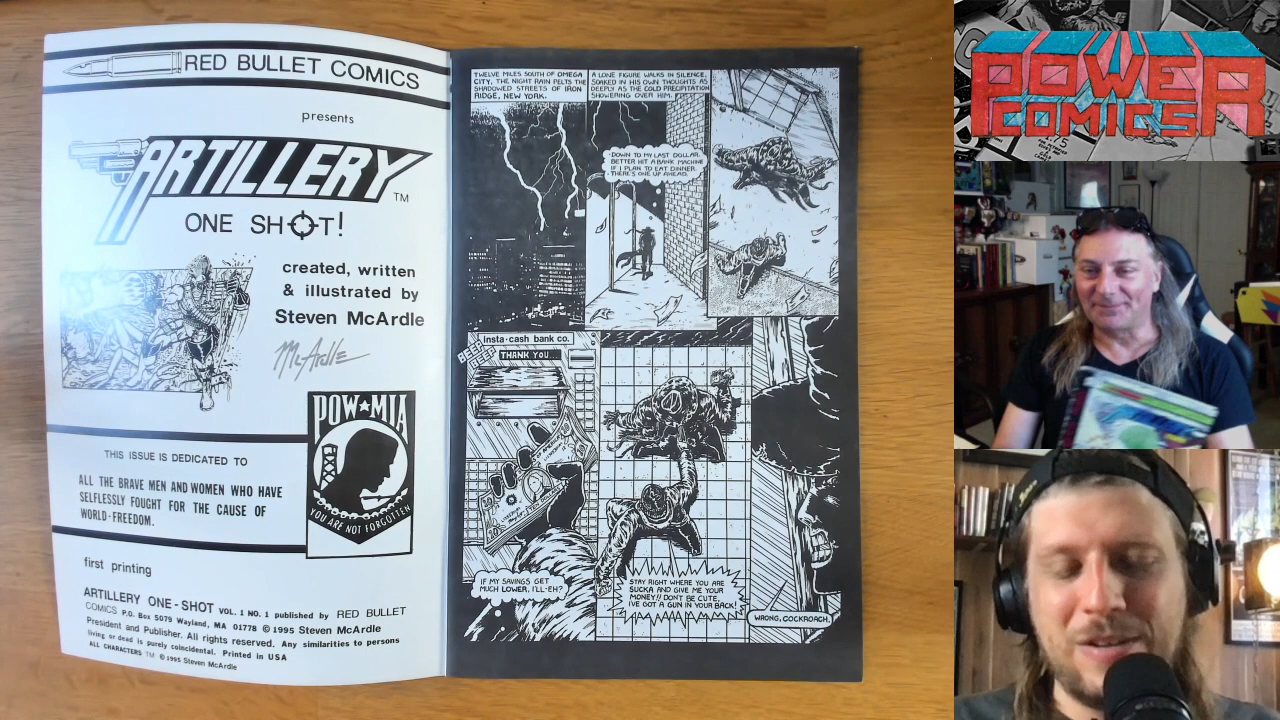 RED BULLET COMICS
presents
ARTILLERY™
ONE SHOT!
created, written
& illustrated by
Steven McArdle
McArdle
POW★MIA
YOU ARE NOT FORGOTTEN
THIS ISSUE IS DEDICATED TO
ALL THE BRAVE MEN AND WOMEN WHO HAVE
SELFLESSLY FOUGHT FOR THE CAUSE OF
WORLD-FREEDOM.
first printing
ARTILLERY ONE-SHOT VOL. 1 NO. 1 published by RED BULLET
COMICS P.O. Box 5079 Wayland, MA 01778 © 1995 Steven McArdle
President and Publisher. All rights reserved. Any similarities to persons
living or dead is purely coincidental. Printed in USA
ALL CHARACTERS ™ © 1995 Steven McArdle
TWELVE MILES SOUTH OF OMEGA
CITY, THE NIGHT RAIN PELTS THE
SHADOWED STREETS OF IRON
RIDGE, NEW YORK.
A LONE FIGURE WALKS IN SILENCE,
SOAKED IN HIS OWN THOUGHTS AS
DEEPLY AS THE COLD PRECIPITATION
SHOWERING OVER HIM. FIRST
DOWN TO MY LAST DOLLAR.
BETTER HIT A BANK MACHINE
IF I PLAN TO EAT DINNER.
THERE'S ONE UP AHEAD.
insta-cash bank co.
THANK YOU...
IF MY SAVINGS GET
MUCH LOWER, I'LL-EH?
STAY RIGHT WHERE YOU ARE
SUCKA AND GIVE ME YOUR
MONEY!! DON'T BE CUTE,
I'VE GOT A GUN IN YOUR BACK!
WRONG, COCKROACH.
POWER
COMICS